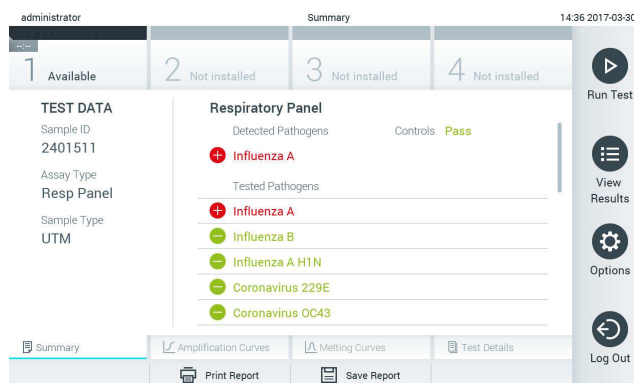 administrator Summary 14:36 2017-03-30
--:--
1 Available 2 Not installed 3 Not installed 4 Not installed
Run Test
TEST DATA
Sample ID
2401511
Assay Type
Resp Panel
Sample Type
UTM
Respiratory Panel
Detected Pathogens Controls Pass
Influenza A
Tested Pathogens
Influenza A
Influenza B
Influenza A H1N
Coronavirus 229E
Coronavirus OC43
View
Results
Options
Log Out
Summary Amplification Curves Melting Curves Test Details
Print Report Save Report